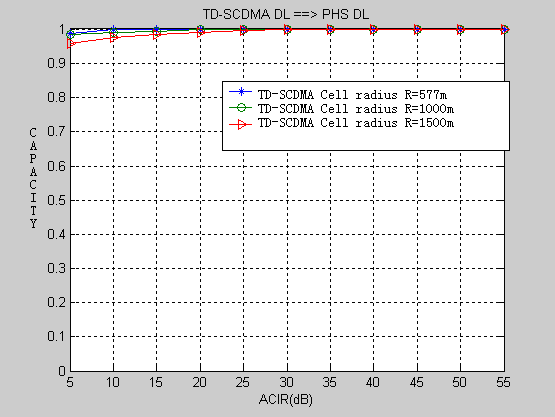 TD-SCDMA DL ==> PHS DL
1
0.9
0.8
0.7
0.6
0.5
0.4
0.3
0.2
0.1
0
CAPACITY
TD-SCDMA Cell radius R=577m
TD-SCDMA Cell radius R=1000m
TD-SCDMA Cell radius R=1500m
5 10 15 20 25 30 35 40 45 50 55
ACIR(dB)